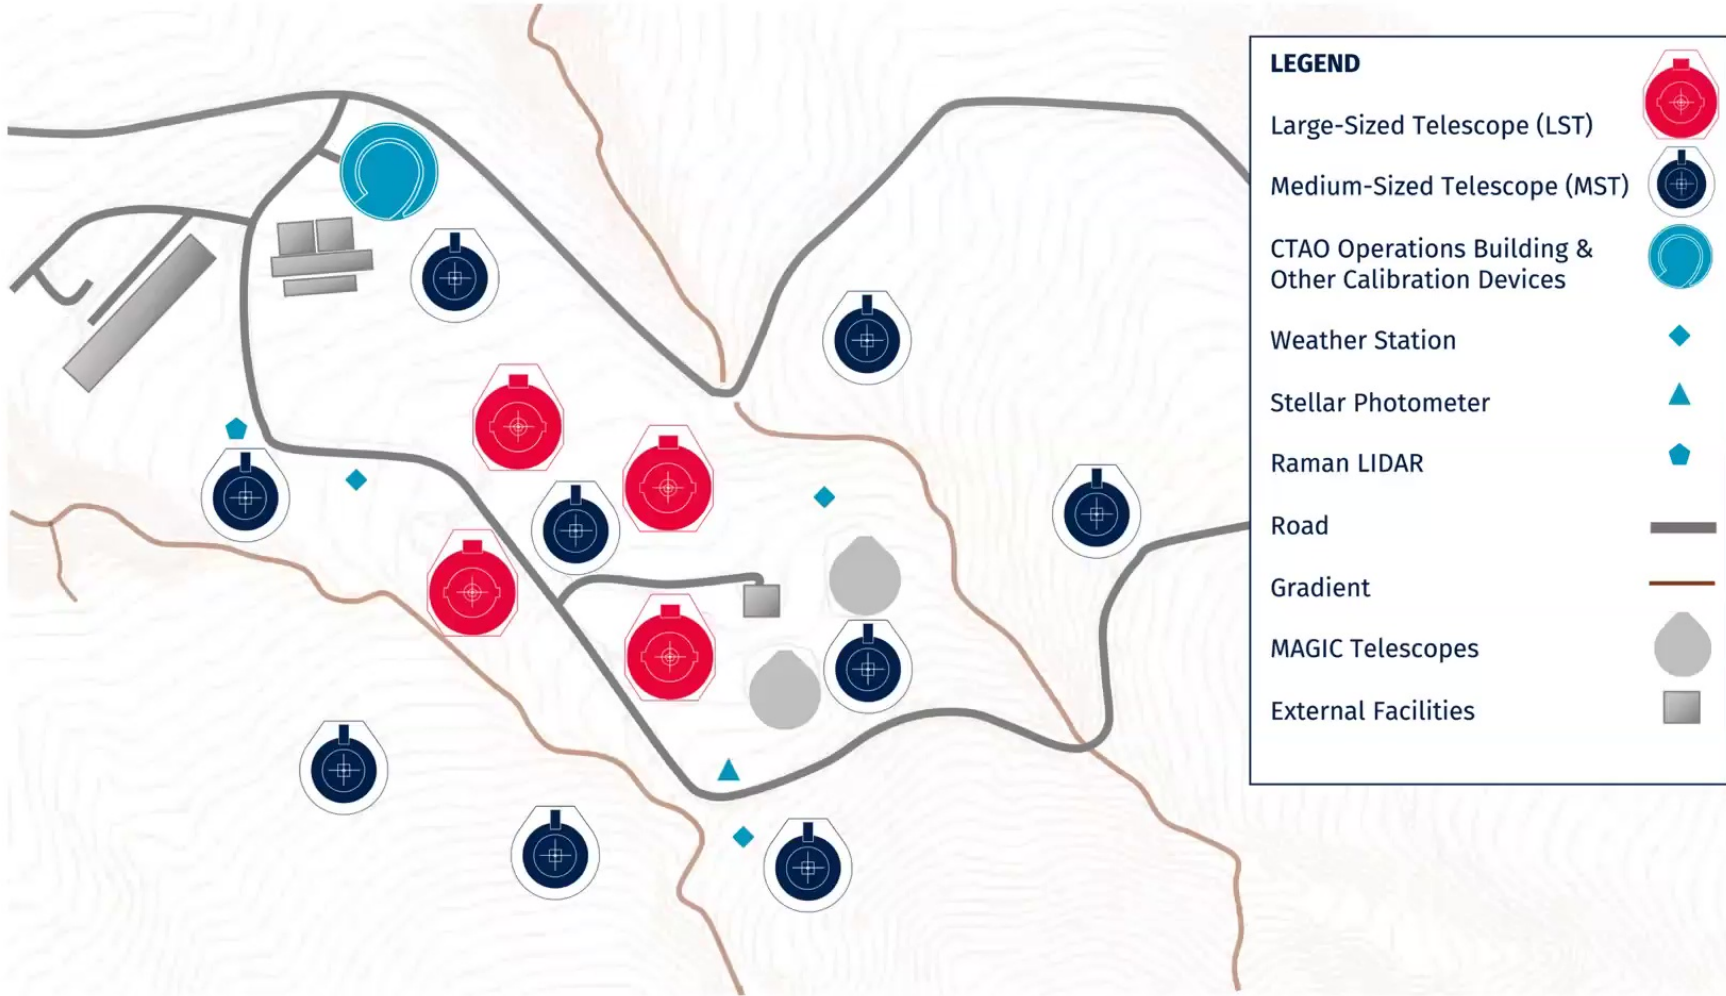 LEGEND
Large-Sized Telescope (LST)
Medium-Sized Telescope (MST)
CTAO Operations Building &
Other Calibration Devices
Weather Station
Stellar Photometer
Raman LIDAR
Road
Gradient
MAGIC Telescopes
External Facilities